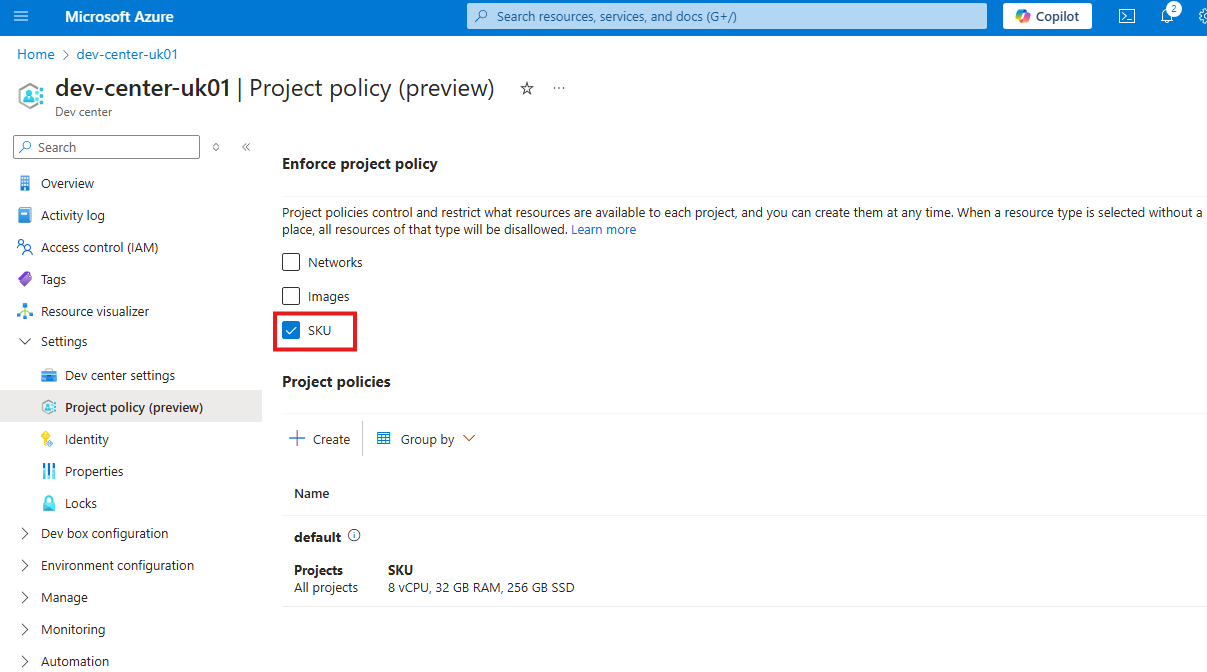 Microsoft Azure
Search resources, services, and docs (G+/)
Copilot
2
Home > dev-center-uk01
dev-center-uk01 | Project policy (preview)
Dev center
Search
Overview
Activity log
Access control (IAM)
Tags
Resource visualizer
Settings
Dev center settings
Project policy (preview)
Identity
Properties
Locks
Dev box configuration
Environment configuration
Manage
Monitoring
Automation
Enforce project policy
Project policies control and restrict what resources are available to each project, and you can create them at any time. When a resource type is selected without a
place, all resources of that type will be disallowed. Learn more
Networks
Images
SKU
Project policies
Create
Group by
Name
default
Projects SKU
All projects 8 vCPU, 32 GB RAM, 256 GB SSD